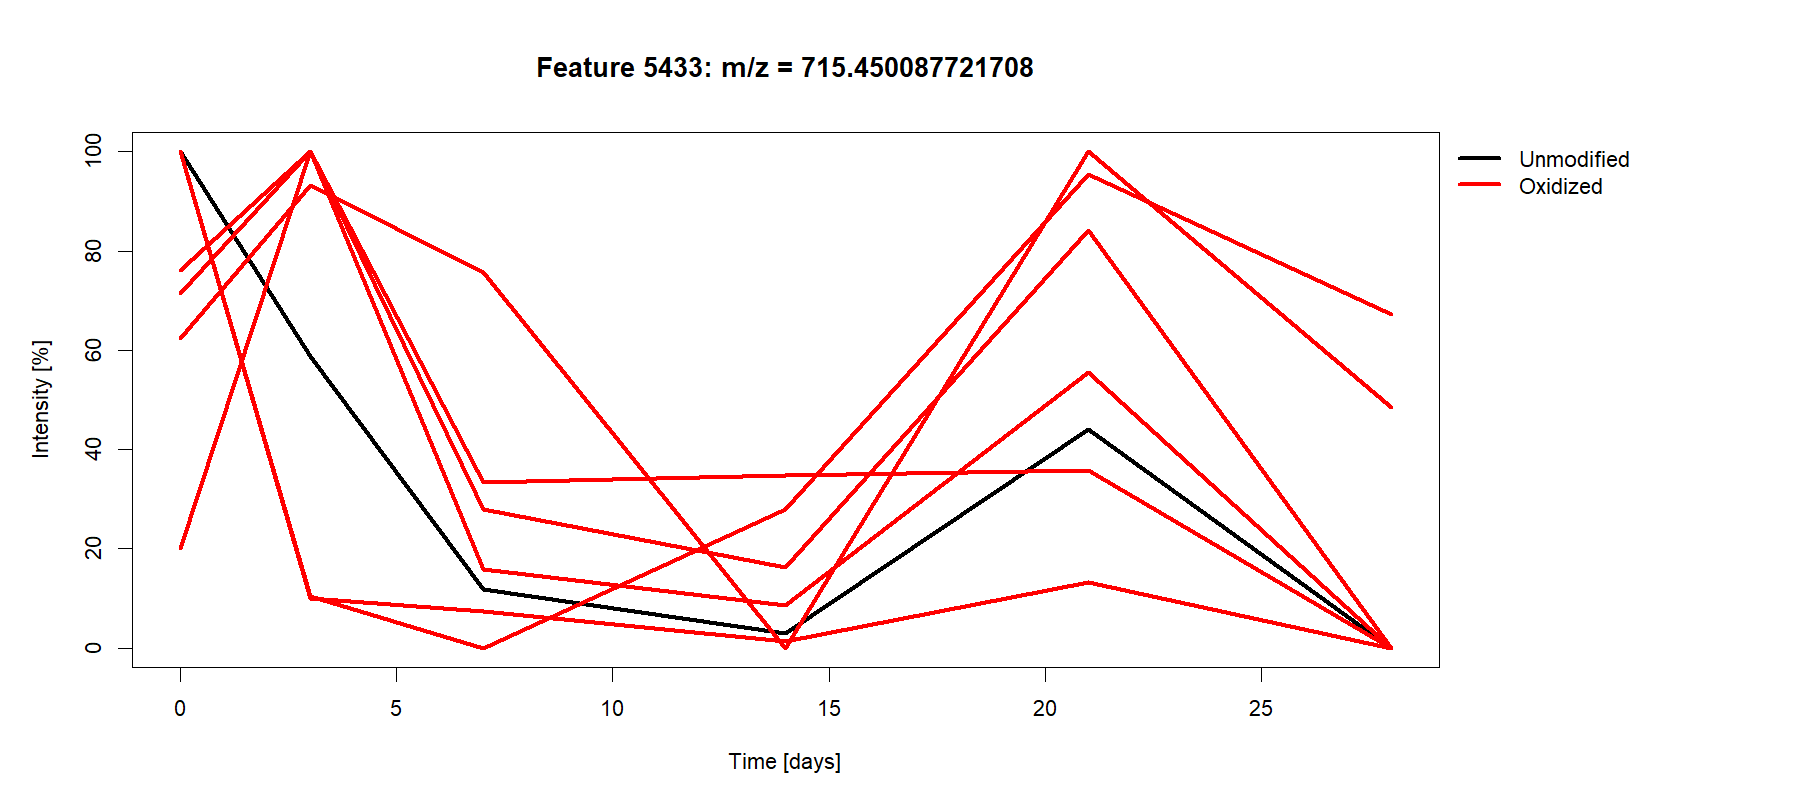 Feature 5433: m/z = 715.450087721708
Unmodified
Oxidized
Intensity [%]
100
80
60
40
20
0
0 5 10 15 20 25
Time [days]